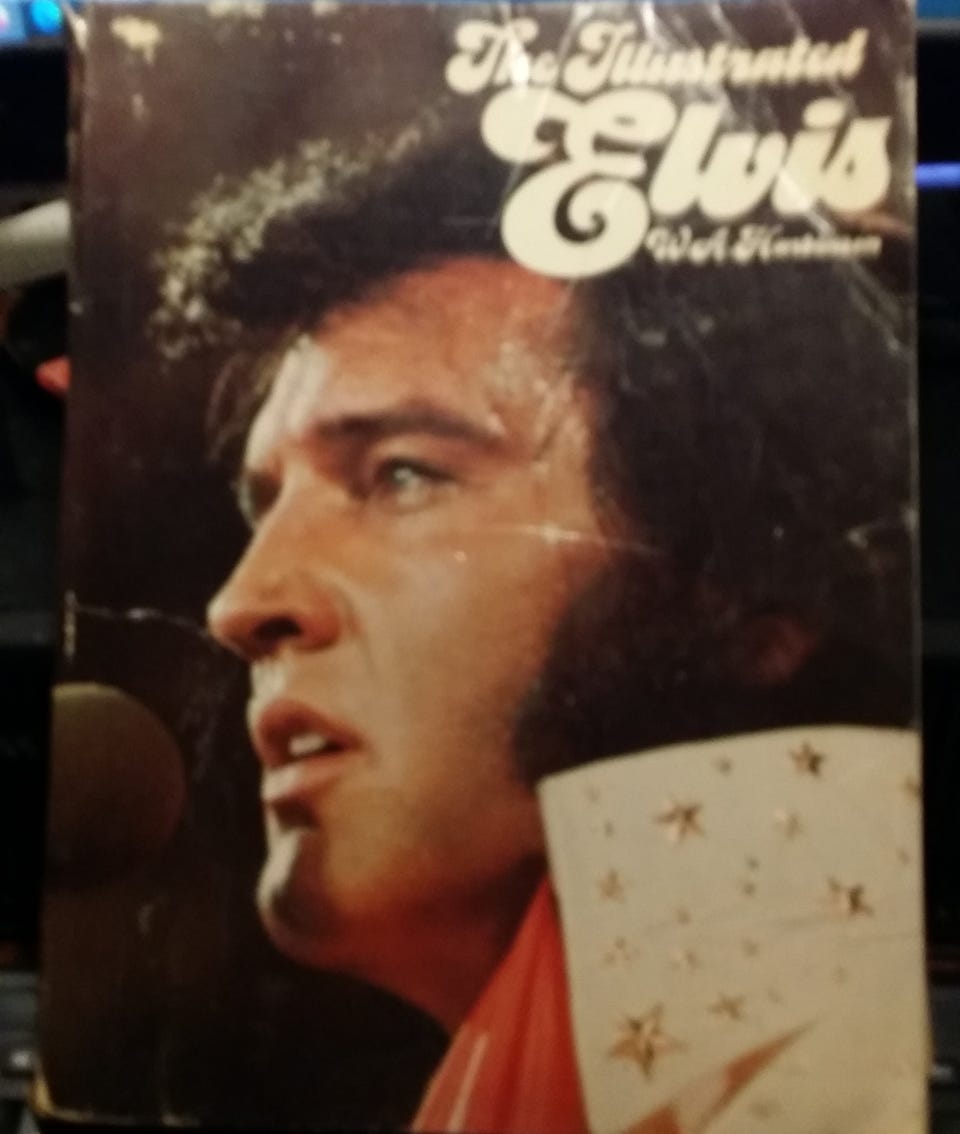 The Illustrated
Elvis
W.A. Harbinson